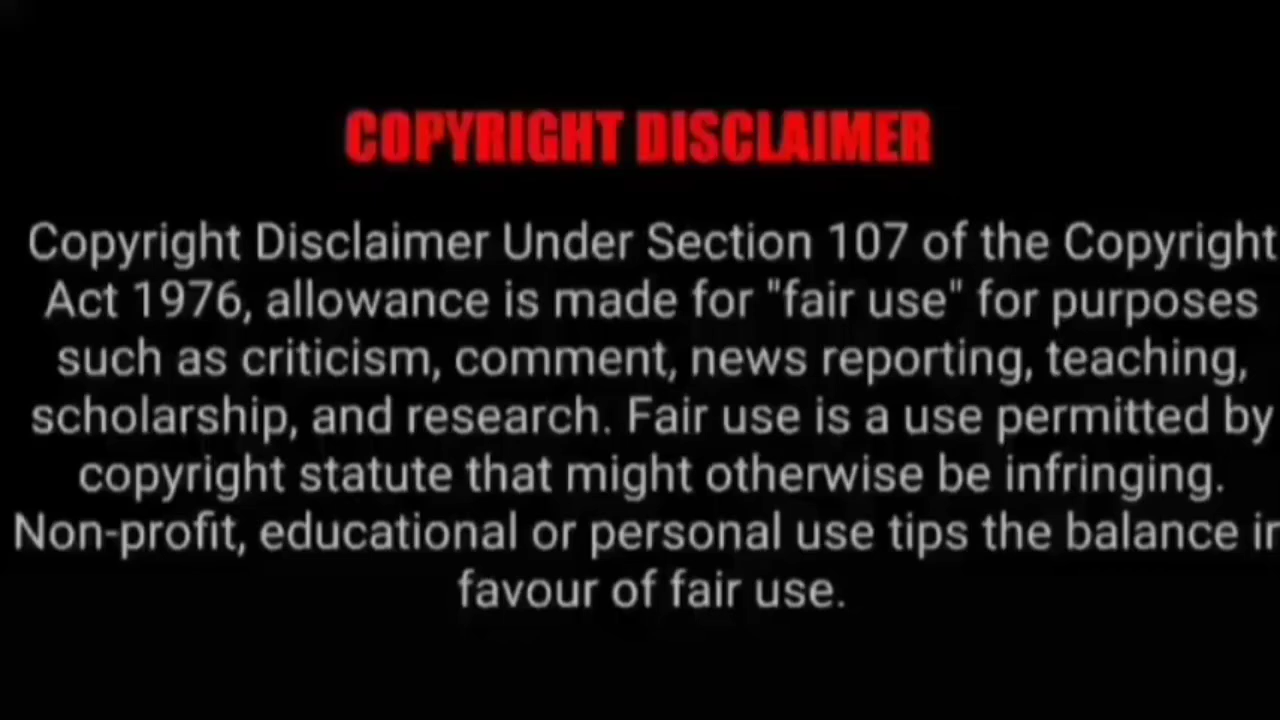 COPYRIGHT DISCLAIMER
Copyright Disclaimer Under Section 107 of the Copyright
Act 1976, allowance is made for "fair use" for purposes
such as criticism, comment, news reporting, teaching,
scholarship, and research. Fair use is a use permitted by
copyright statute that might otherwise be infringing.
Non-profit, educational or personal use tips the balance in
favour of fair use.